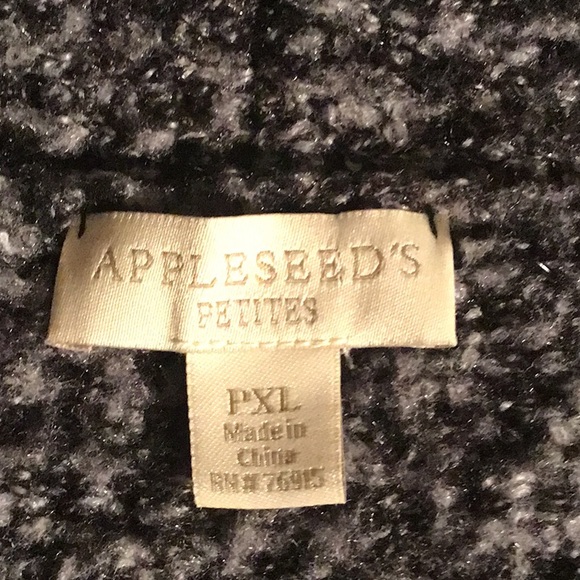 APPLESEED'S
PETITES
PXL
Made in
China
RN# 76915